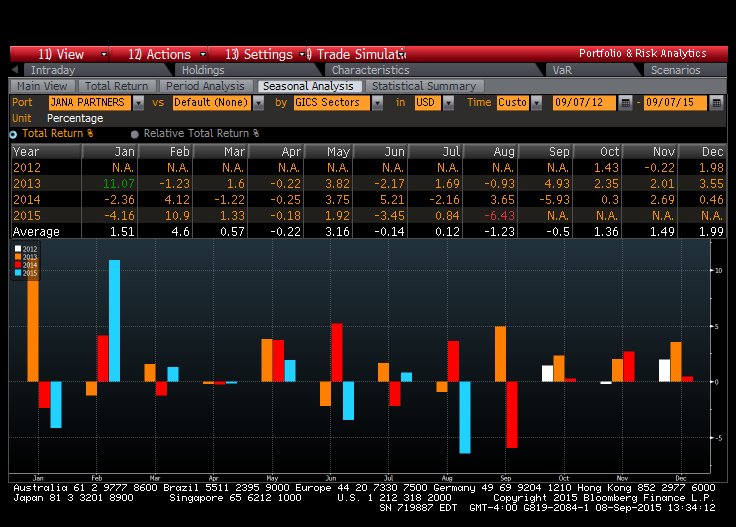 11) View 12) Actions 13) Settings Trade Simulati Portfolio & Risk Analytics
Intraday Holdings Characteristics VaR Scenarios
Main View Total Return Period Analysis Seasonal Analysis Statistical Summary
Port JANA PARTNERS vs Default (None) by GICS Sectors in USD Time Custo 09/07/12 - 09/07/15
Unit Percentage
Total Return % Relative Total Return %
Year Jan Feb Mar Apr May Jun Jul Aug Sep Oct Nov Dec
2012 N.A. N.A. N.A. N.A. N.A. N.A. N.A. N.A. N.A. 1.43 -0.22 1.98
2013 11.07 -1.23 1.6 -0.22 3.82 -2.17 1.69 -0.93 4.93 2.35 2.01 3.55
2014 -2.36 4.12 -1.22 -0.25 3.75 5.21 -2.16 3.65 -5.93 0.3 2.69 0.46
2015 -4.16 10.9 1.33 -0.18 1.92 -3.45 0.84 -6.43 N.A. N.A. N.A. N.A.
Average 1.51 4.6 0.57 -0.22 3.16 -0.14 0.12 -1.23 -0.5 1.36 1.49 1.99
2012
2013
2014
2015
10
5
0
-5
Jan Feb Mar Apr May Jun Jul Aug Sep Oct Nov Dec
Australia 61 2 9777 8600 Brazil 5511 2395 9000 Europe 44 20 7330 7500 Germany 49 69 9204 1210 Hong Kong 852 2977 6000
Japan 81 3 3201 8900 Singapore 65 6212 1000 U.S. 1 212 318 2000 Copyright 2015 Bloomberg Finance L.P.
SN 719887 EDT GMT-4:00 G819-2084-1 08-Sep-2015 13:34:12